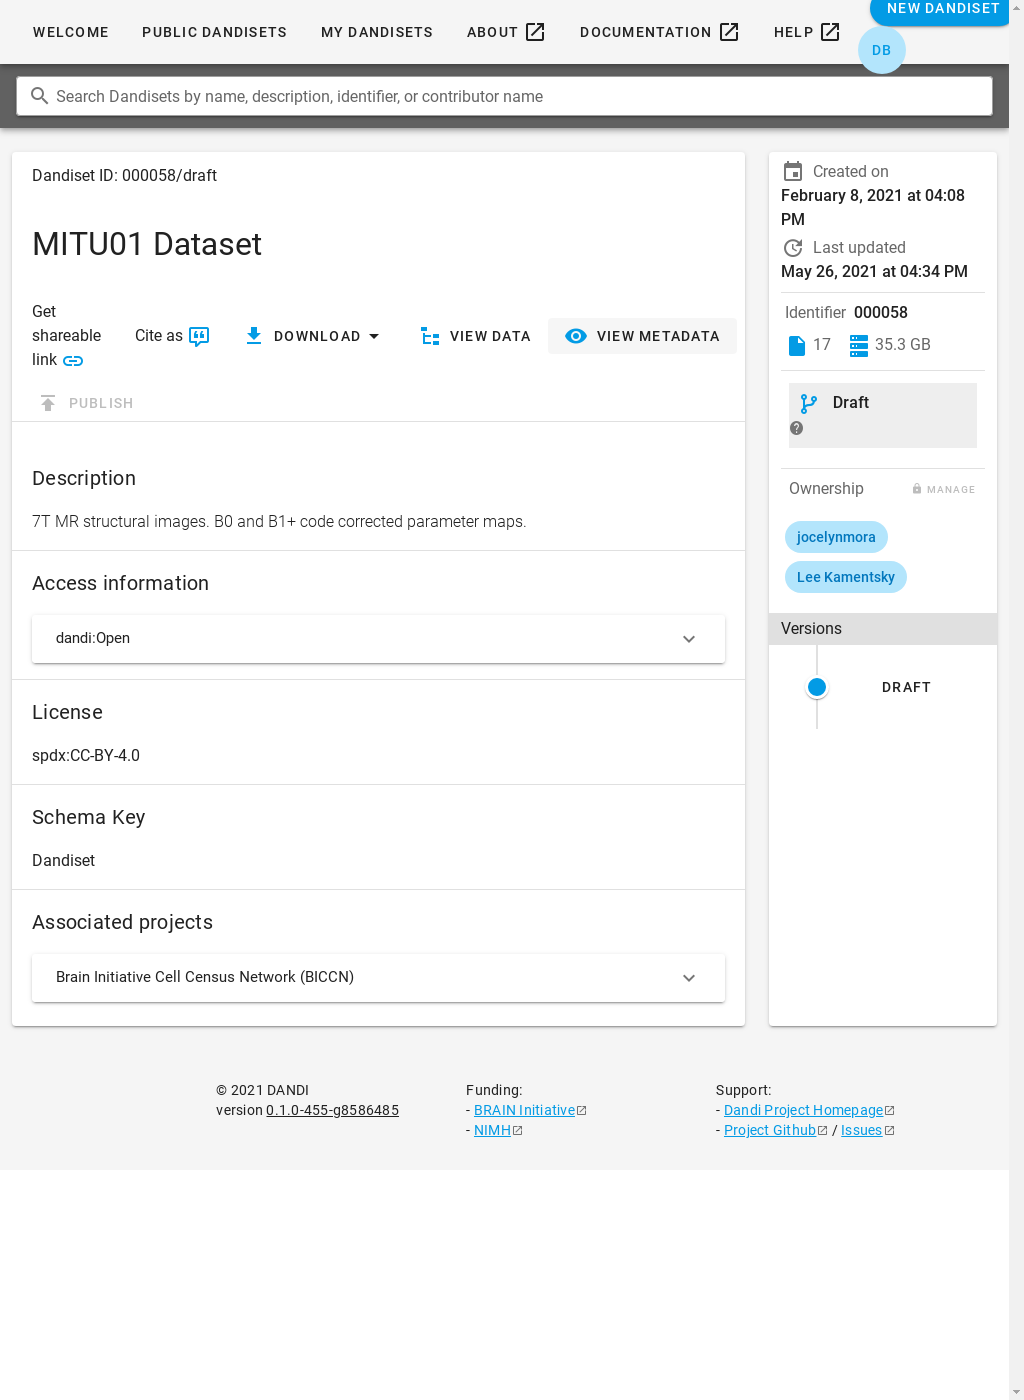 WELCOME PUBLIC DANDISETS MY DANDISETS ABOUT DOCUMENTATION HELP NEW DANDISET
DB
Search Dandisets by name, description, identifier, or contributor name
Dandiset ID: 000058/draft
MITU01 Dataset
Get shareable link
Cite as
DOWNLOAD
VIEW DATA
VIEW METADATA
PUBLISH
Description
7T MR structural images. B0 and B1+ code corrected parameter maps.
Access information
dandi:Open
License
spdx:CC-BY-4.0
Schema Key
Dandiset
Associated projects
Brain Initiative Cell Census Network (BICCN)
Created on
February 8, 2021 at 04:08
PM
Last updated
May 26, 2021 at 04:34 PM
Identifier 000058
17 35.3 GB
Draft
Ownership MANAGE
jocelynmora
Lee Kamentsky
Versions
DRAFT
© 2021 DANDI
version 0.1.0-455-g8586485
Funding:
- BRAIN Initiative
- NIMH
Support:
- Dandi Project Homepage
- Project Github / Issues